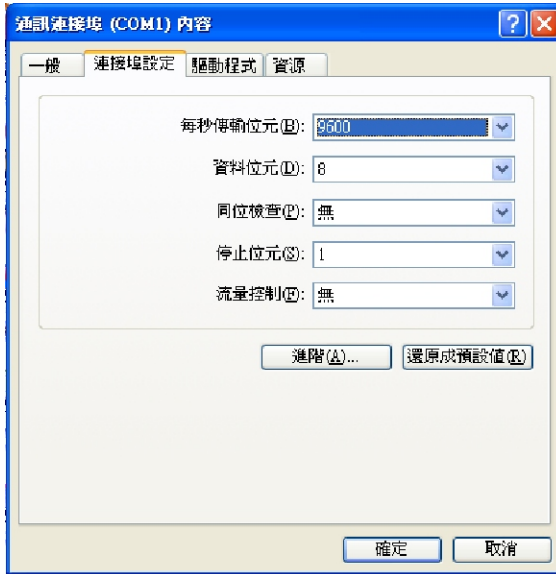 通訊連接埠 (COM1) 內容
一般 連接埠設定 驅動程式 資源
每秒傳輸位元(B): 9600
資料位元(D): 8
同位檢查(P): 無
停止位元(S): 1
流量控制(F): 無
進階(A)... 還原成預設值(R)
確定 取消